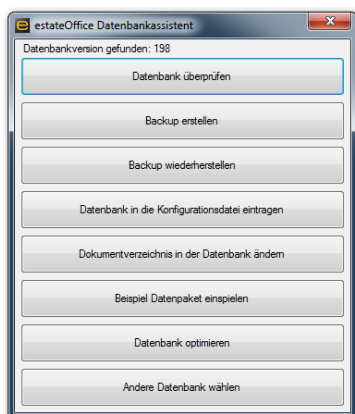 estateOffice Datenbankassistent
Datenbankversion gefunden: 198
Datenbank überprüfen
Backup erstellen
Backup wiederherstellen
Datenbank in die Konfigurationsdatei eintragen
Dokumentverzeichnis in der Datenbank ändern
Beispiel Datenpaket einspielen
Datenbank optimieren
Andere Datenbank wählen